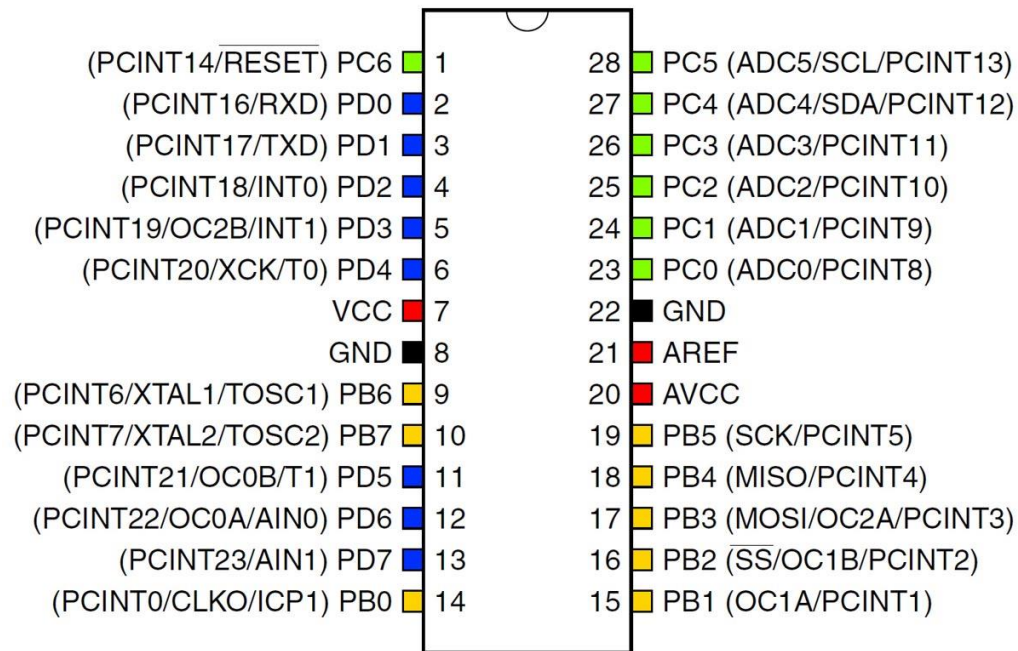 (PCINT14/RESET) PC6 1 28 PC5 (ADC5/SCL/PCINT13)
(PCINT16/RXD) PD0 2 27 PC4 (ADC4/SDA/PCINT12)
(PCINT17/TXD) PD1 3 26 PC3 (ADC3/PCINT11)
(PCINT18/INT0) PD2 4 25 PC2 (ADC2/PCINT10)
(PCINT19/OC2B/INT1) PD3 5 24 PC1 (ADC1/PCINT9)
(PCINT20/XCK/T0) PD4 6 23 PC0 (ADC0/PCINT8)
VCC 7 22 GND
GND 8 21 AREF
(PCINT6/XTAL1/TOSC1) PB6 9 20 AVCC
(PCINT7/XTAL2/TOSC2) PB7 10 19 PB5 (SCK/PCINT5)
(PCINT21/OC0B/T1) PD5 11 18 PB4 (MISO/PCINT4)
(PCINT22/OC0A/AIN0) PD6 12 17 PB3 (MOSI/OC2A/PCINT3)
(PCINT23/AIN1) PD7 13 16 PB2 (SS/OC1B/PCINT2)
(PCINT0/CLKO/ICP1) PB0 14 15 PB1 (OC1A/PCINT1)